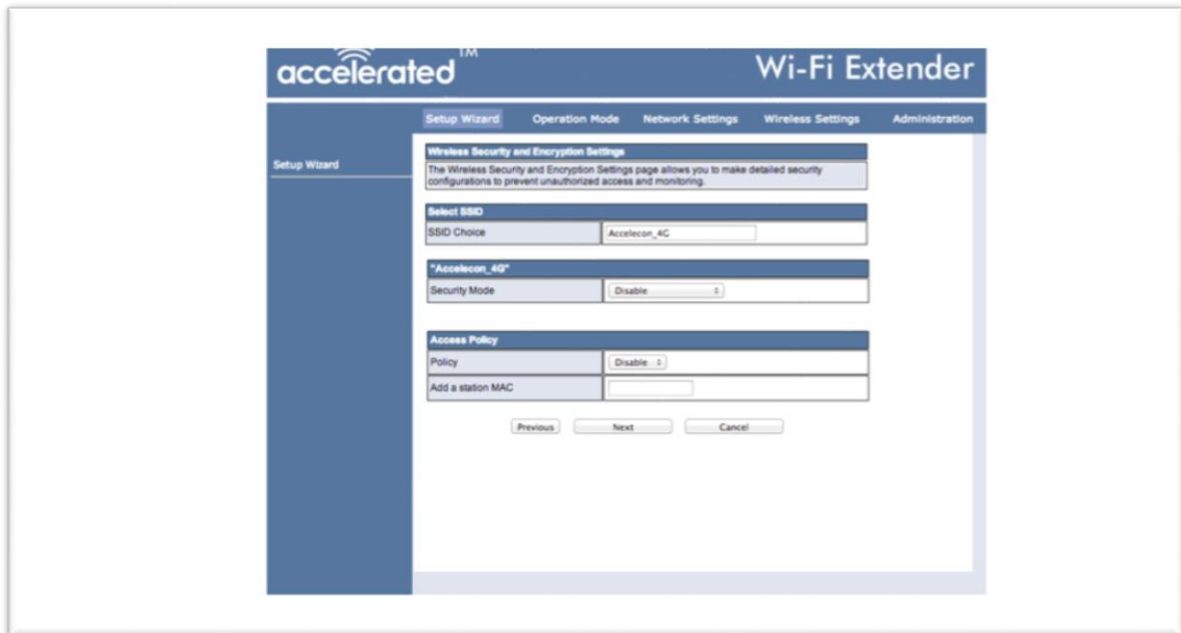 accelerated™
Wi-Fi Extender
Setup Wizard Operation Mode Network Settings Wireless Settings Administration
Setup Wizard
Wireless Security and Encryption Settings
The Wireless Security and Encryption Settings page allows you to make detailed security
configurations to prevent unauthorized access and monitoring.
Select SSID
SSID Choice Accelecon_4G
"Accelecon_4G"
Security Mode Disable
Access Policy
Policy Disable
Add a station MAC
Previous Next Cancel